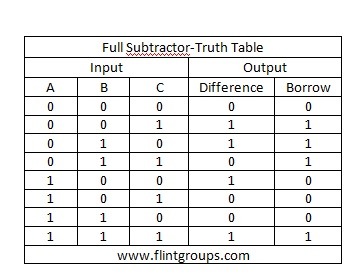 Full Subtractor-Truth Table
Input Output
A B C Difference Borrow
0 0 0 0 0
0 0 1 1 1
0 1 0 1 1
0 1 1 0 1
1 0 0 1 0
1 0 1 0 0
1 1 0 0 0
1 1 1 1 1
www.flintgroups.com